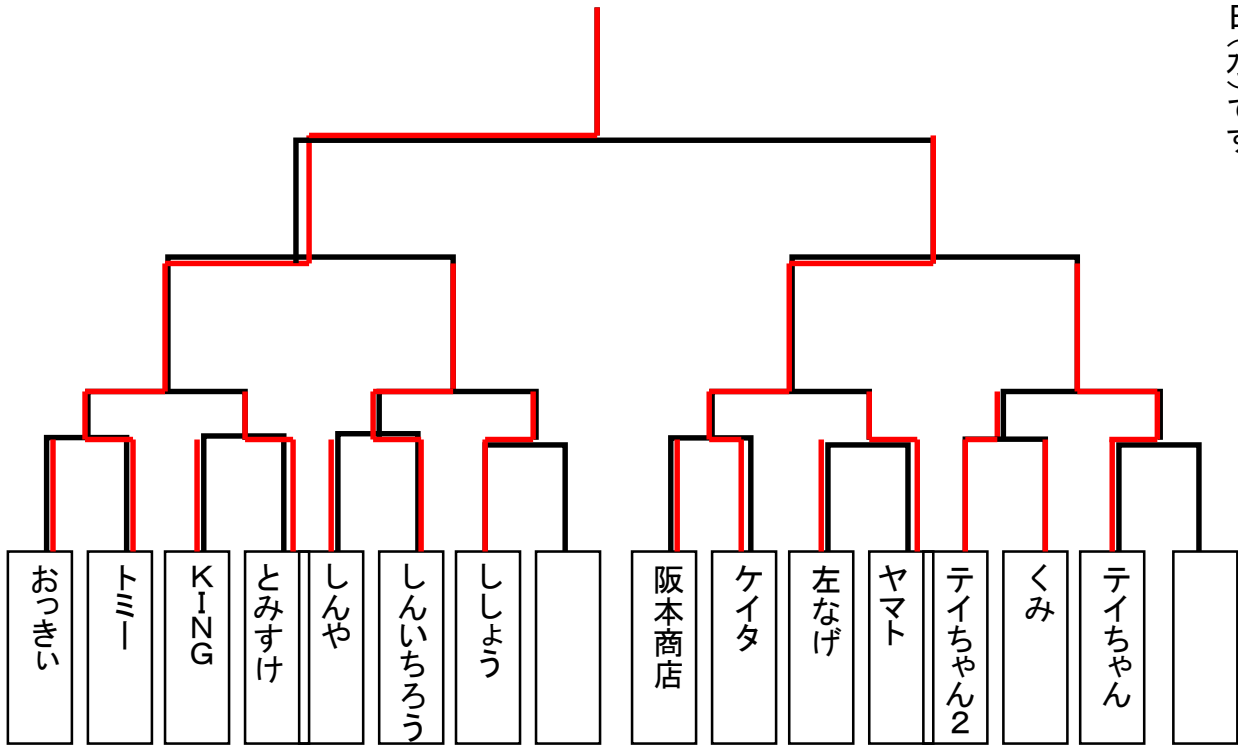 です
おっきぃ
トミー
KING
とみすけ
しんや
しんいちろう
ししょう
阪本商店
ケイタ
左なげ
ヤマト
テイちゃん2
くみ
テイちゃん